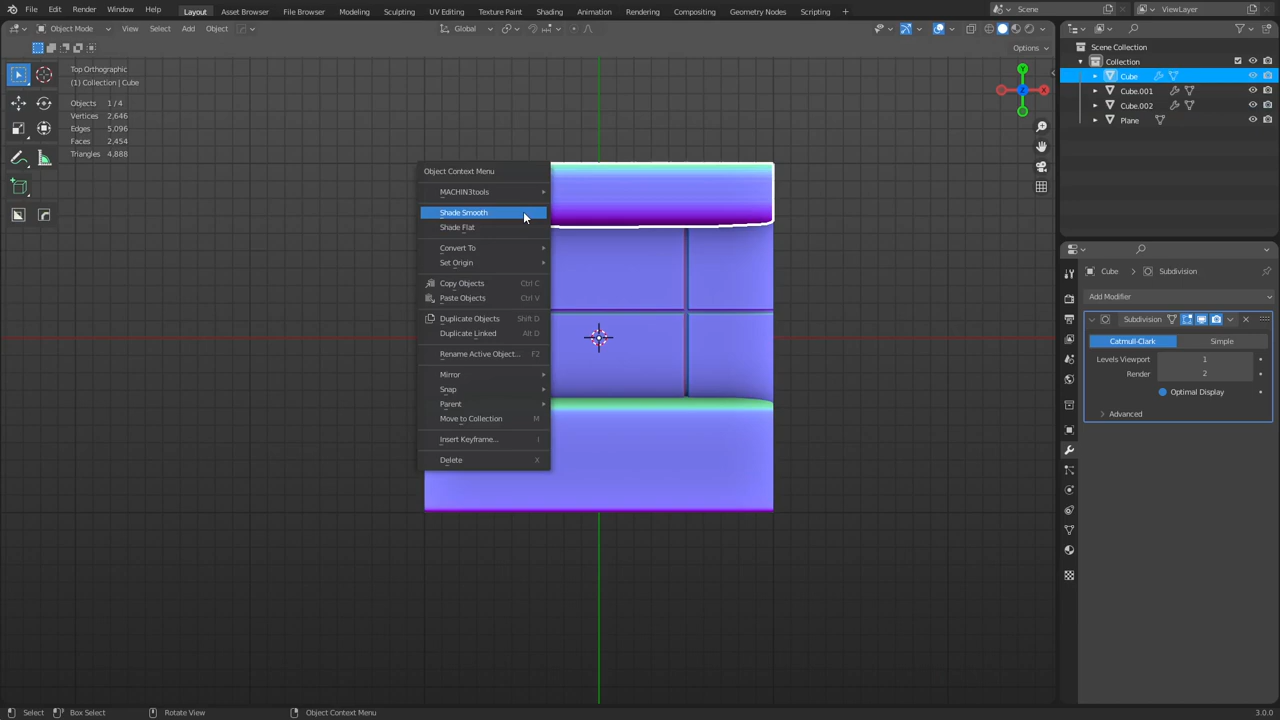 File Edit Render Window Help Layout Asset Browser File Browser Modeling Sculpting UV Editing Texture Paint Shading Animation Rendering Compositing Geometry Nodes Scripting + Scene ViewLayer
Object Mode View Select Add Object Global
Options
Top Orthographic
(1) Collection | Cube
Objects 1 / 4
Vertices 2,646
Edges 5,096
Faces 2,454
Triangles 4,888
Y
X
Z
Object Context Menu
MACHIN3tools
Shade Smooth
Shade Flat
Convert To
Set Origin
Copy Objects Ctrl C
Paste Objects Ctrl V
Duplicate Objects Shift D
Duplicate Linked Alt D
Rename Active Object... F2
Mirror
Snap
Parent
Move to Collection M
Insert Keyframe... I
Delete X
Scene Collection
Collection
Cube
Cube.001
Cube.002
Plane
Cube > Subdivision
Add Modifier
Subdivision
Catmull-Clark Simple
Levels Viewport 1
Render 2
Optimal Display
Advanced
Select Box Select Rotate View Object Context Menu 3.0.0